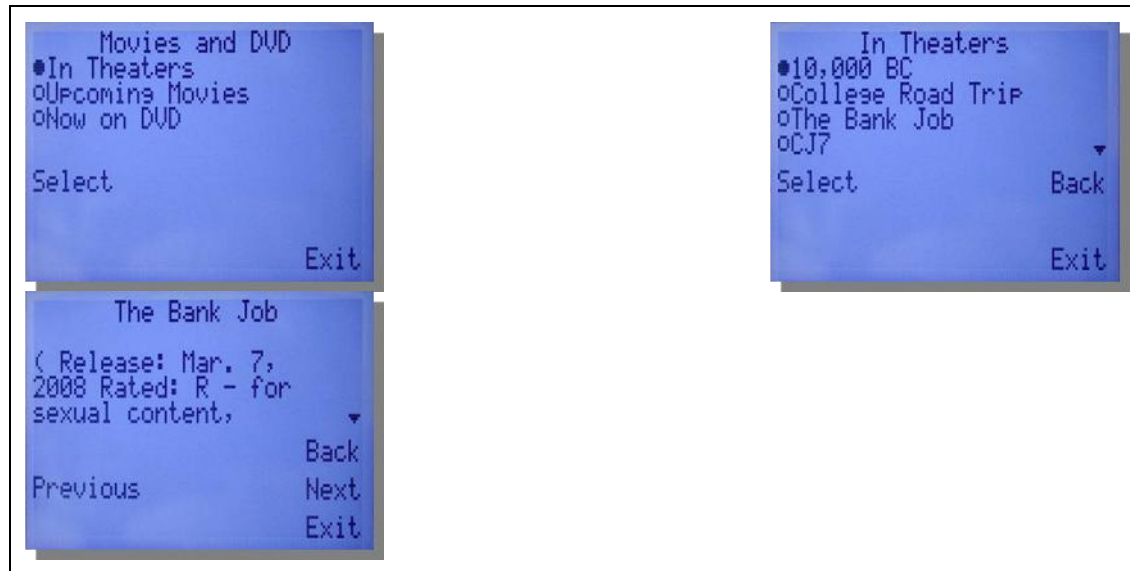 Movies and DVD
●In Theaters
○Upcoming Movies
○Now on DVD
Select
Exit
In Theaters
●10,000 BC
○College Road Trip
○The Bank Job
○CJ7
Select Back
Exit
The Bank Job
( Release: Mar. 7,
2008 Rated: R - for
sexual content,
Back
Previous Next
Exit